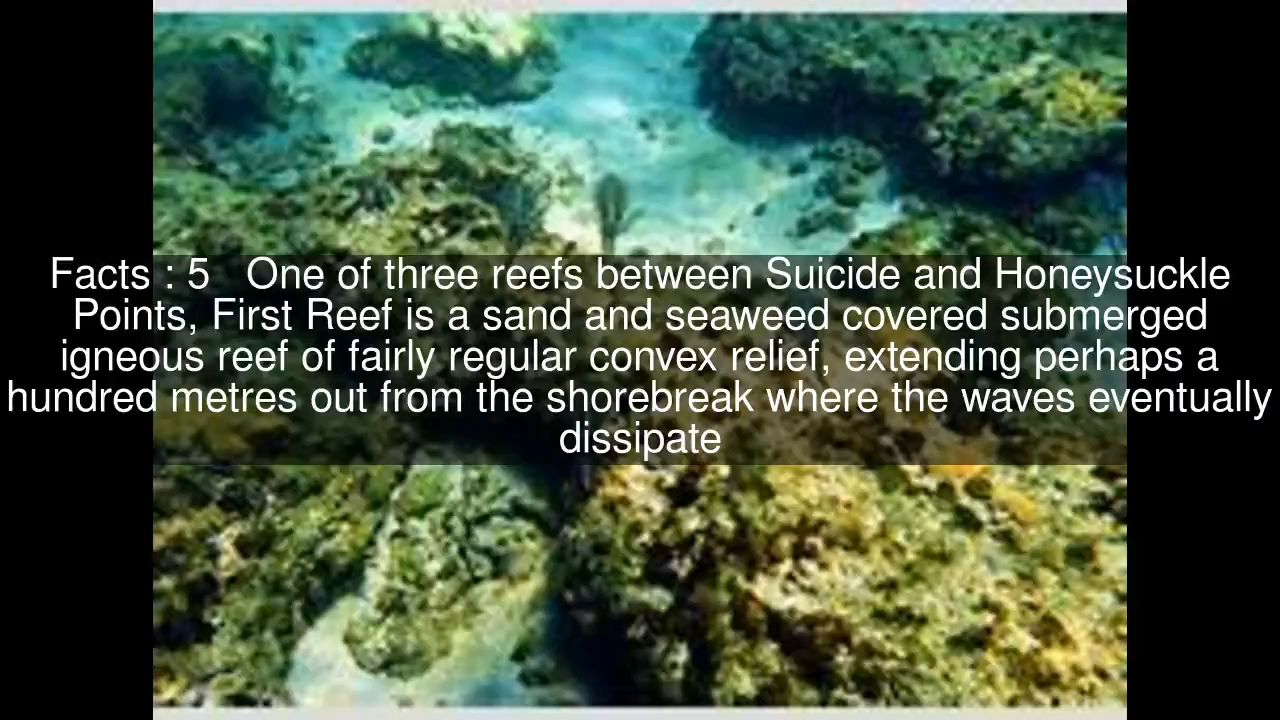 Facts : 5 One of three reefs between Suicide and Honeysuckle
Points, First Reef is a sand and seaweed covered submerged
igneous reef of fairly regular convex relief, extending perhaps a
hundred metres out from the shorebreak where the waves eventually
dissipate